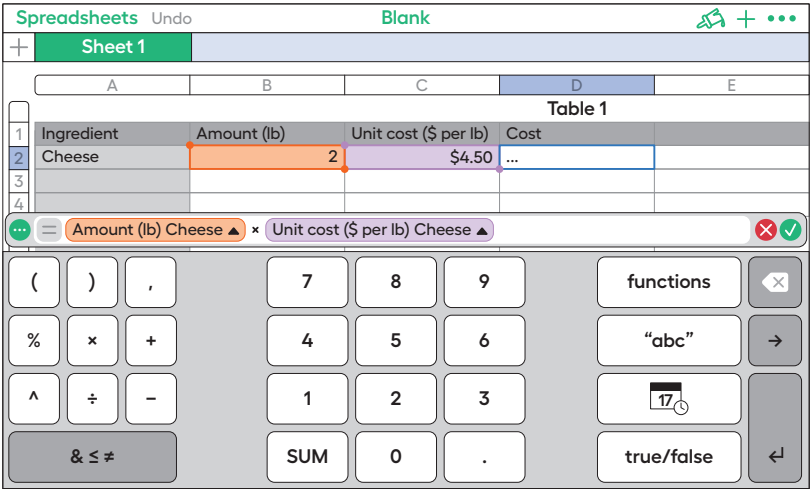 Spreadsheets Undo Blank
Sheet 1
A B C D E
Table 1
1 Ingredient Amount (lb) Unit cost ($ per lb) Cost
2 Cheese 2 $4.50 ...
3
4
= Amount (lb) Cheese ▲ × Unit cost ($ per lb) Cheese ▲
( ) , 7 8 9 functions
% × + 4 5 6 “abc” →
^ ÷ − 1 2 3 17
& ≤ ≠ SUM 0 . true/false ↵